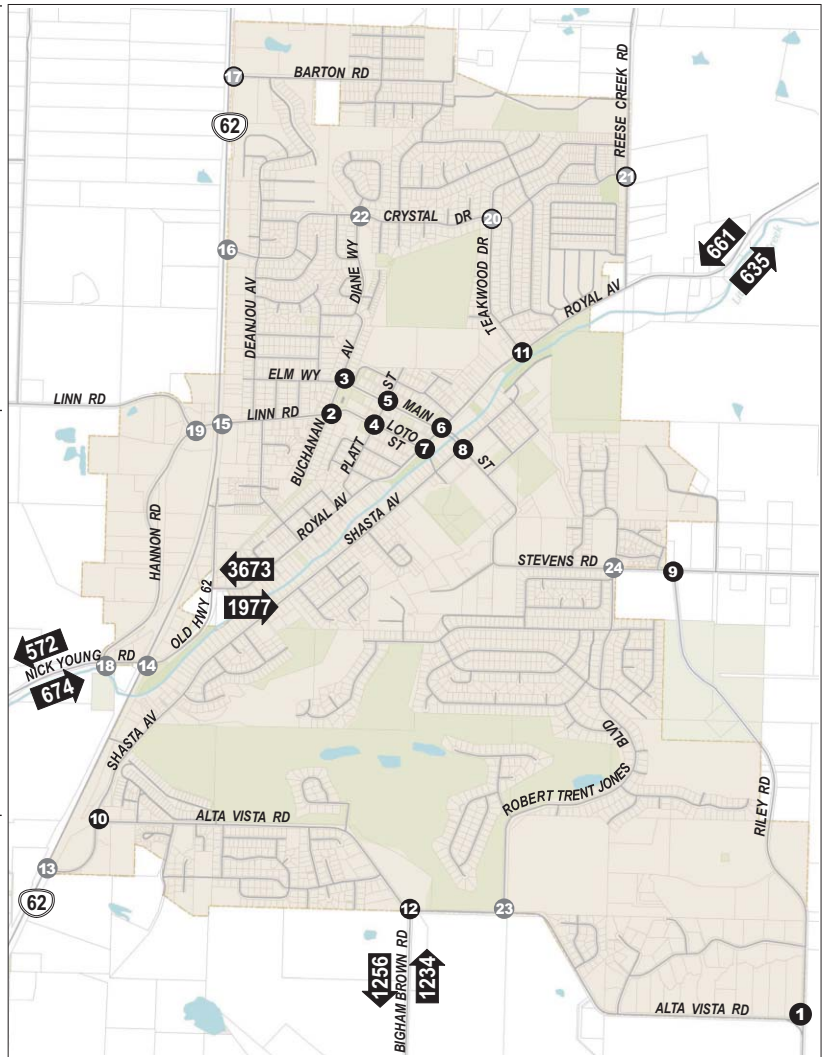 17
BARTON RD
62
REESE CREEK RD
21
22
CRYSTAL DR
20
661
635
Creek
16
DIANE WY
TEAKWOOD DR
ROYAL AV
DEANJOU AV
11
AV
ELM WY
3
ST
5
MAIN
LINN RD
LINN RD
2
19
15
4
LOTO
6
ST
7
8
ST
BUCHANAN
PLATT
ROYAL AV
SHASTA AV
HANNON RD
STEVENS RD
24
9
3673
OLD HWY 62
1977
572
NICK YOUNG RD
18
14
674
SHASTA AV
BLVD
ROBERT TRENT JONES
RILEY RD
10
ALTA VISTA RD
13
62
12
23
1256
BIGHAM BROWN RD
1234
ALTA VISTA RD
1